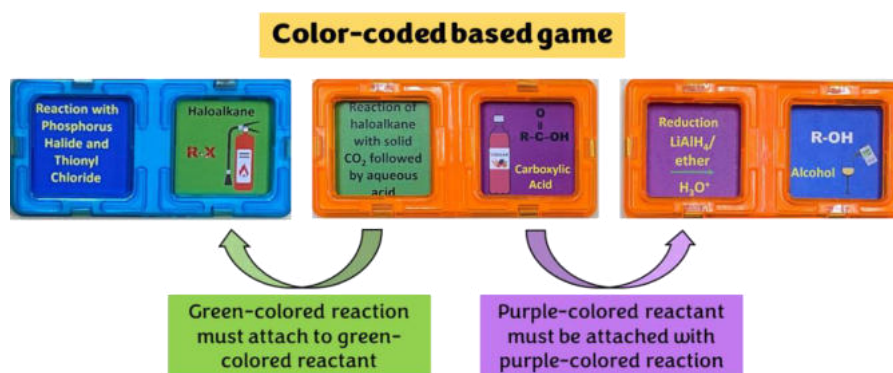 Color-coded based game
Reaction with
Phosphorus
Halide and
Thionyl
Chloride
Haloalkane
R-X
Reaction of
haloalkane
with solid
CO₂ followed
by aqueous
acid
O
R-C-OH
Carboxylic
Acid
Reduction
LiAlH₄/
ether
H₃O⁺
R-OH
Alcohol
Green-colored reaction
must attach to green-
colored reactant
Purple-colored reactant
must be attached with
purple-colored reaction